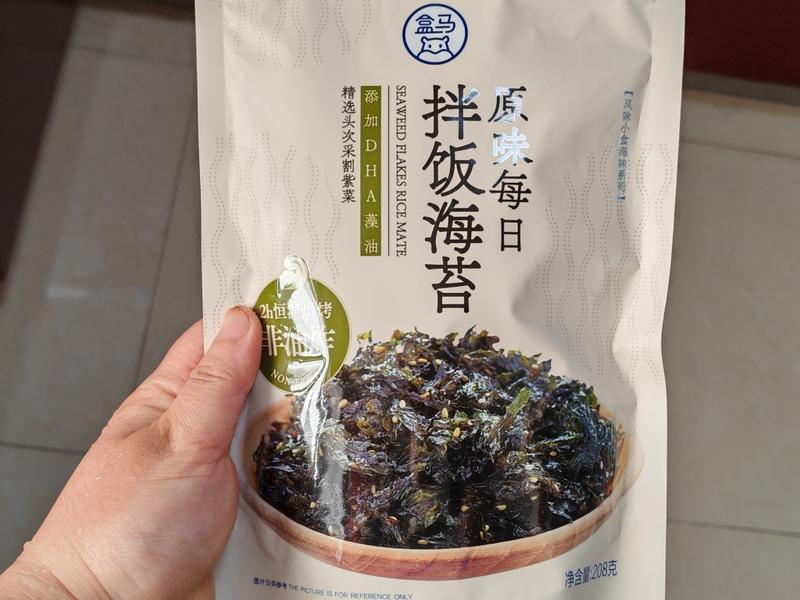 盒马
【风味小食海味系列】
原味每日
拌饭海苔
SEAWEED FLAKES RICE MATE
添加DHA藻油
精选头次采割紫菜
2h恒温烘烤
非油炸
图片仅供参考 THE PICTURE IS FOR REFERENCE ONLY
净含量:208克